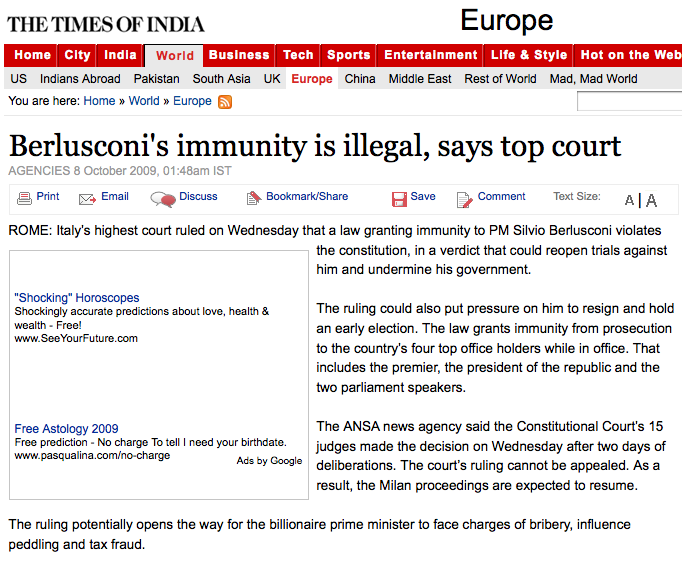 THE TIMES OF INDIA
Europe
Home City India World Business Tech Sports Entertainment Life & Style Hot on the Web
US Indians Abroad Pakistan South Asia UK Europe China Middle East Rest of World Mad, Mad World
You are here: Home » World » Europe
Berlusconi's immunity is illegal, says top court
AGENCIES 8 October 2009, 01:48am IST
Print Email Discuss Bookmark/Share Save Comment Text Size: A | A
ROME: Italy's highest court ruled on Wednesday that a law granting immunity to PM Silvio Berlusconi violates
the constitution, in a verdict that could reopen trials against
him and undermine his government.
The ruling could also put pressure on him to resign and hold
an early election. The law grants immunity from prosecution
to the country's four top office holders while in office. That
includes the premier, the president of the republic and the
two parliament speakers.
The ANSA news agency said the Constitutional Court's 15
judges made the decision on Wednesday after two days of
deliberations. The court's ruling cannot be appealed. As a
result, the Milan proceedings are expected to resume.
"Shocking" Horoscopes
Shockingly accurate predictions about love, health &
wealth - Free!
www.SeeYourFuture.com
Free Astology 2009
Free prediction - No charge To tell I need your birthdate.
www.pasqualina.com/no-charge
Ads by Google
The ruling potentially opens the way for the billionaire prime minister to face charges of bribery, influence
peddling and tax fraud.